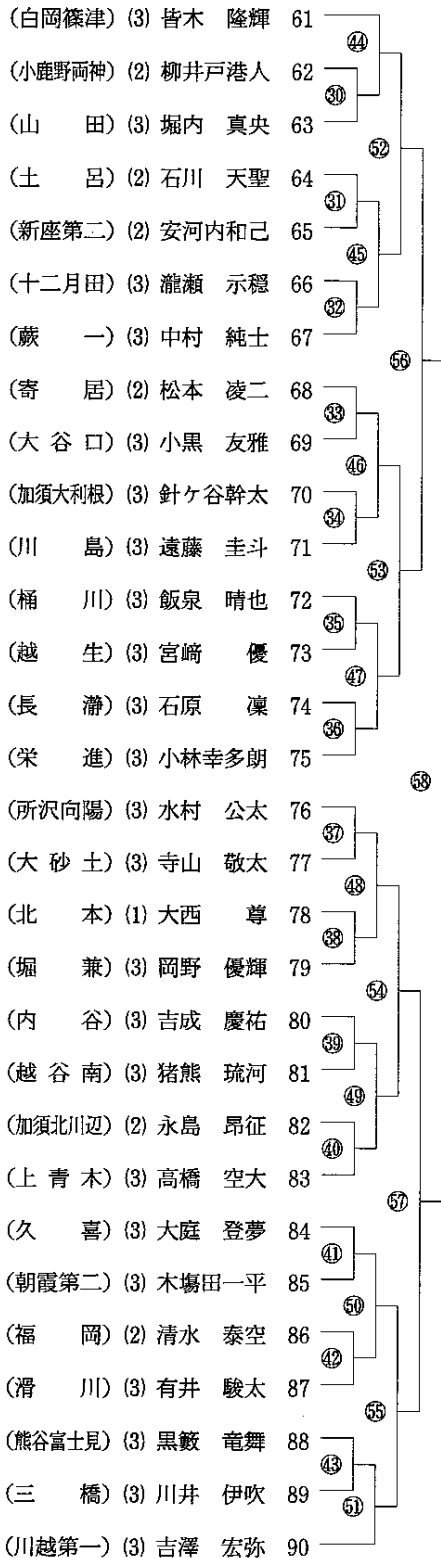 (白岡篠津) (3) 皆木 隆輝 61
㊹
(小鹿野両神) (2) 柳井戸港人 62
㉚
(山 田) (3) 堀内 真央 63
52
(土 呂) (2) 石川 天聖 64
㉛
(新座第二) (2) 安河内和己 65
㊺
(十二月田) (3) 瀧瀬 示穏 66
㉜
(蕨 一) (3) 中村 純士 67
56
(寄 居) (2) 松本 凌二 68
㉝
(大 谷 口) (3) 小黒 友雅 69
㊻
(加須大利根) (3) 針ケ谷幹太 70
㉞
(川 島) (3) 遠藤 圭斗 71
53
(桶 川) (3) 飯泉 晴也 72
㉟
(越 生) (3) 宮﨑 優 73
㊼
(長 瀞) (3) 石原 凜 74
㊱
(栄 進) (3) 小林幸多朗 75
58
(所沢向陽) (3) 水村 公太 76
㊲
(大 砂 土) (3) 寺山 敬太 77
㊽
(北 本) (1) 大西 尊 78
㊳
(堀 兼) (3) 岡野 優輝 79
54
(内 谷) (3) 吉成 慶祐 80
㊴
(越 谷 南) (3) 猪熊 琉河 81
㊾
(加須北川辺) (2) 永島 昂征 82
㊵
(上 青 木) (3) 高橋 空大 83
57
(久 喜) (3) 大庭 登夢 84
㊶
(朝霞第二) (3) 木塲田一平 85
㊿
(福 岡) (2) 清水 泰空 86
㊷
(滑 川) (3) 有井 駿太 87
55
(熊谷富士見) (3) 黒籔 竜舞 88
㊸
(三 橋) (3) 川井 伊吹 89
51
(川越第一) (3) 吉澤 宏弥 90